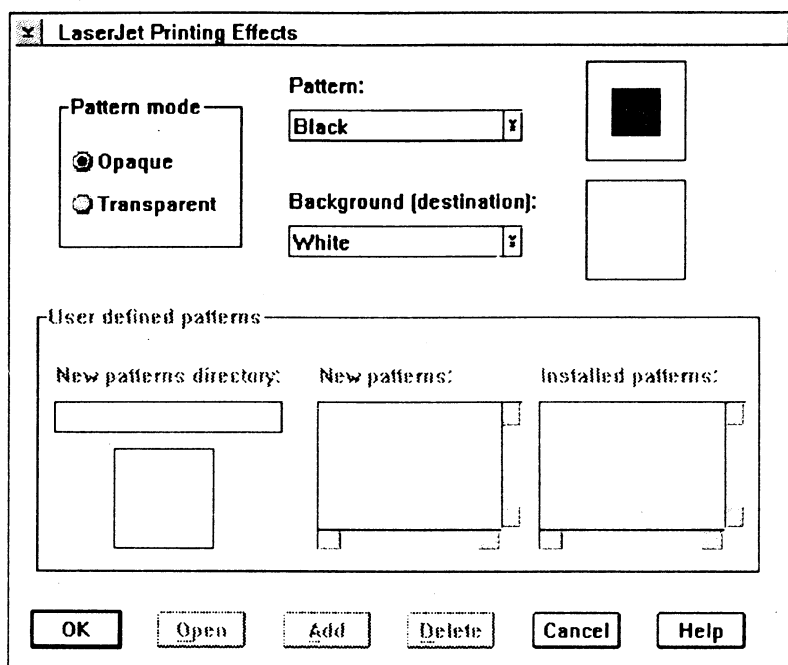 LaserJet Printing Effects
Pattern mode
Opaque
Transparent
Pattern:
Black
Background (destination):
White
User defined patterns
New patterns directory:
New patterns:
Installed patterns:
OK
Open
Add
Delete
Cancel
Help